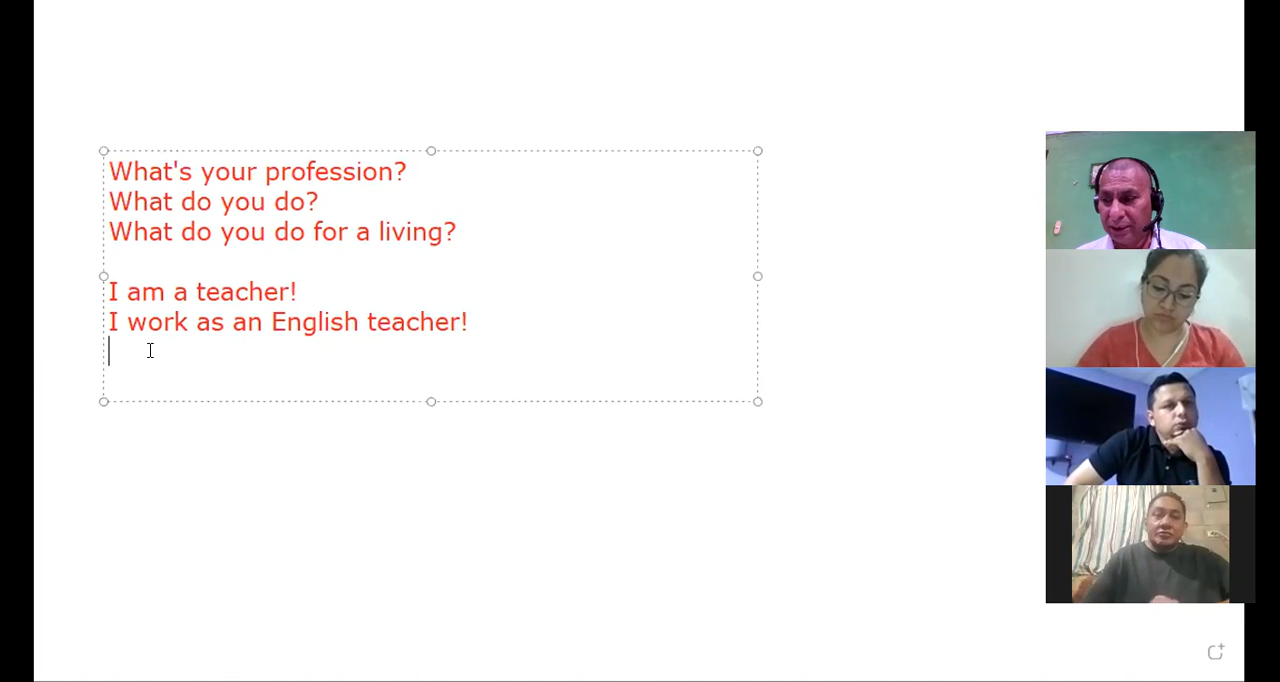 What's your profession?
What do you do?
What do you do for a living?
I am a teacher!
I work as an English teacher!